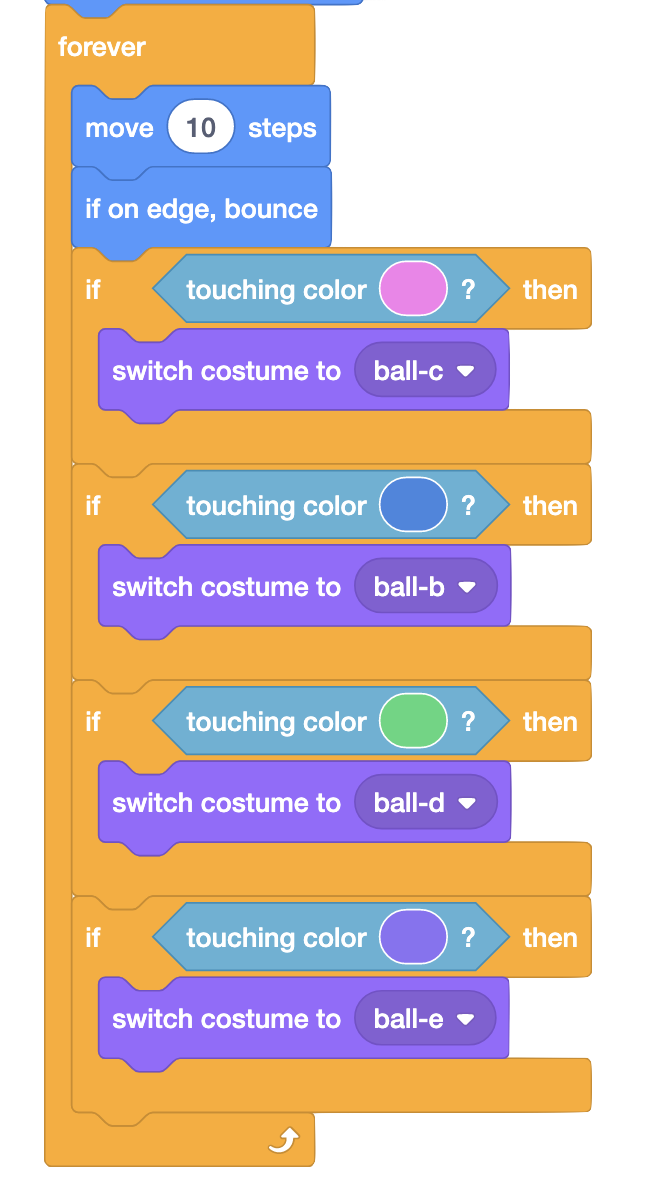 forever
move 10 steps
if on edge, bounce
if touching color ? then
switch costume to ball-c
if touching color ? then
switch costume to ball-b
if touching color ? then
switch costume to ball-d
if touching color ? then
switch costume to ball-e